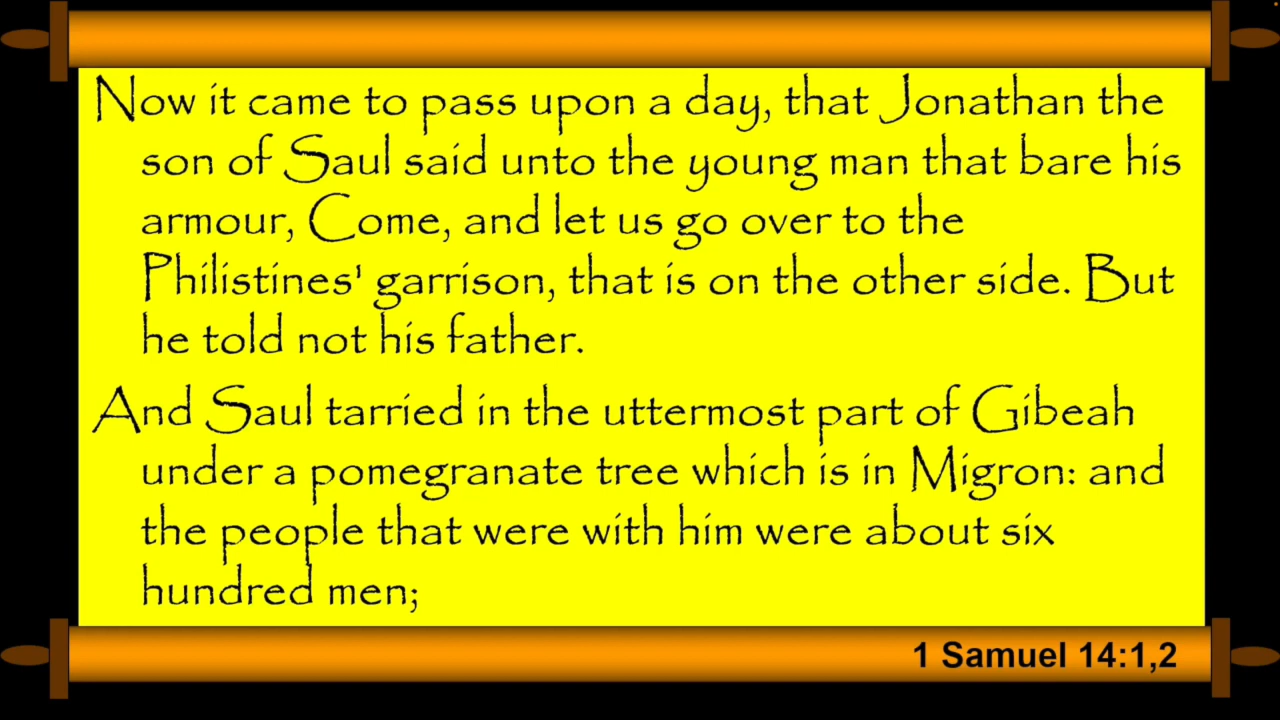 Now it came to pass upon a day, that Jonathan the
son of Saul said unto the young man that bare his
armour, Come, and let us go over to the
Philistines' garrison, that is on the other side. But
he told not his father.
And Saul tarried in the uttermost part of Gibeah
under a pomegranate tree which is in Migron: and
the people that were with him were about six
hundred men;
1 Samuel 14:1,2